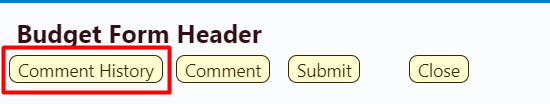 Budget Form Header
Comment History Comment Submit Close